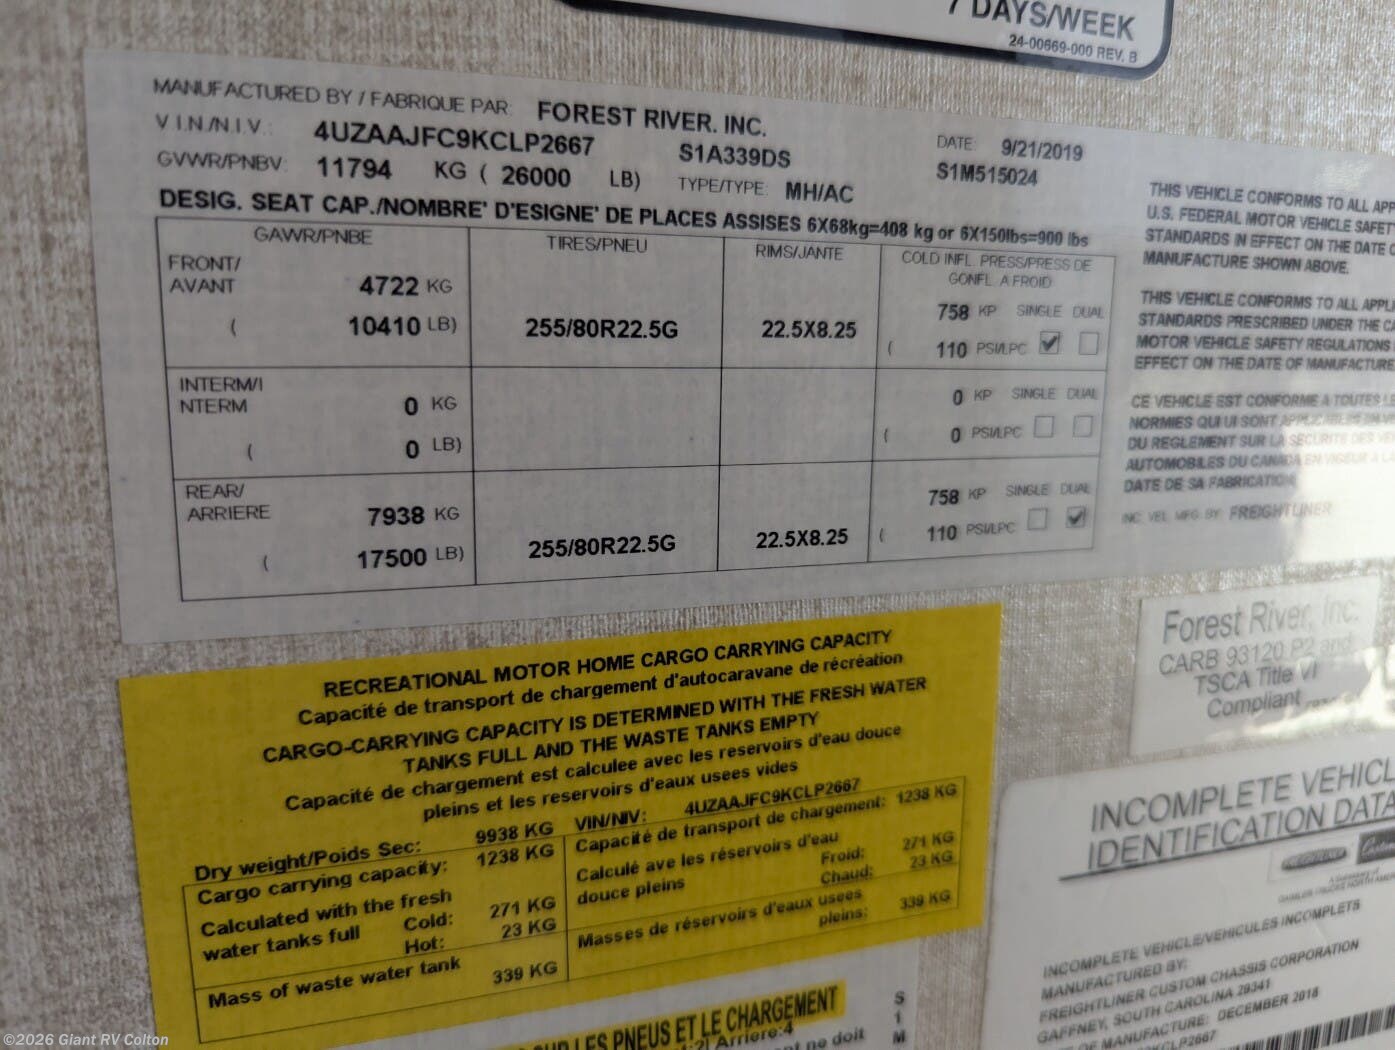 7 DAYS/WEEK
24-00669-000 REV. B
MANUFACTURED BY / FABRIQUE PAR: FOREST RIVER, INC.
V.I.N./N.I.V.: 4UZAAJFC9KCLP2667 S1A339DS DATE: 9/21/2019
GVWR/PNBV: 11794 KG ( 26000 LB) TYPE/TYPE: MH/AC S1M515024
DESIG. SEAT CAP./NOMBRE' D'ESIGNE' DE PLACES ASSISES 6X68kg=408 kg or 6X150lbs=900 lbs
GAWR/PNBE TIRES/PNEU RIMS/JANTE COLD INFL. PRESS/PRESS DE
GONFL. A FROID
FRONT/
AVANT 4722 KG 758 KP SINGLE DUAL
( 10410 LB) 255/80R22.5G 22.5X8.25 ( 110 PSI/LPC
INTERM/I
NTERM 0 KG 0 KP SINGLE DUAL
( 0 LB) ( 0 PSI/LPC
REAR/
ARRIERE 7938 KG 758 KP SINGLE DUAL
( 17500 LB) 255/80R22.5G 22.5X8.25 ( 110 PSI/LPC
THIS VEHICLE CONFORMS TO ALL
U.S. FEDERAL MOTOR VEHICLE SAFETY
STANDARDS IN EFFECT ON THE DATE
MANUFACTURE SHOWN ABOVE.
THIS VEHICLE CONFORMS TO ALL
STANDARDS PRESCRIBED UNDER THE
MOTOR VEHICLE SAFETY REGULATIONS
EFFECT ON THE DATE OF MANUFACTURE
CE VEHICLE EST CONFORME A TOUTES
NORMIES QUI UI SONT APPLICABLES
DU REGLEMENT SUR LA SECURITE DES
AUTOMOBILES DU CANADA EN VIGEUR A LA
DATE DE SA FABRICATION
INC. VEL. MFG. BY: FREIGHTLINER
RECREATIONAL MOTOR HOME CARGO CARRYING CAPACITY
Capacité de transport de chargement d'autocaravane de récréation
CARGO-CARRYING CAPACITY IS DETERMINED WITH THE FRESH WATER
TANKS FULL AND THE WASTE TANKS EMPTY
Capacité de chargement est calculee avec les reservoirs d'eau douce
pleins et les reservoirs d'eaux usees vides
Dry weight/Poids Sec: 9938 KG VIN/NIV: 4UZAAJFC9KCLP2667
Cargo carrying capacity: 1238 KG Capacité de transport de chargement: 1238 KG
Calculated with the fresh
water tanks full Cold: 271 KG
Hot: 23 KG
Calculé ave les réservoirs d'eau
douce pleins Froid: 271 KG
Chaud: 23 KG
Mass of waste water tank 339 KG
Masses de réservoirs d'eaux usees
pleins: 339 KG
Forest River, Inc.
CARB 93120 P2 and
TSCA Title VI
Compliant
INCOMPLETE
IDENTIFICATION DATA
INCOMPLETE VEHICLE/VEHICULES INCOMPLETS
MANUFACTURED BY:
FREIGHTLINER CUSTOM CHASSIS CORPORATION
GAFFNEY, SOUTH CAROLINA 29341
OF MANUFACTURE: DECEMBER 2018
LES PNEUS ET LE CHARGEMENT
Arriere:4
ne doit
S
1
M
©2026 Giant RV Colton